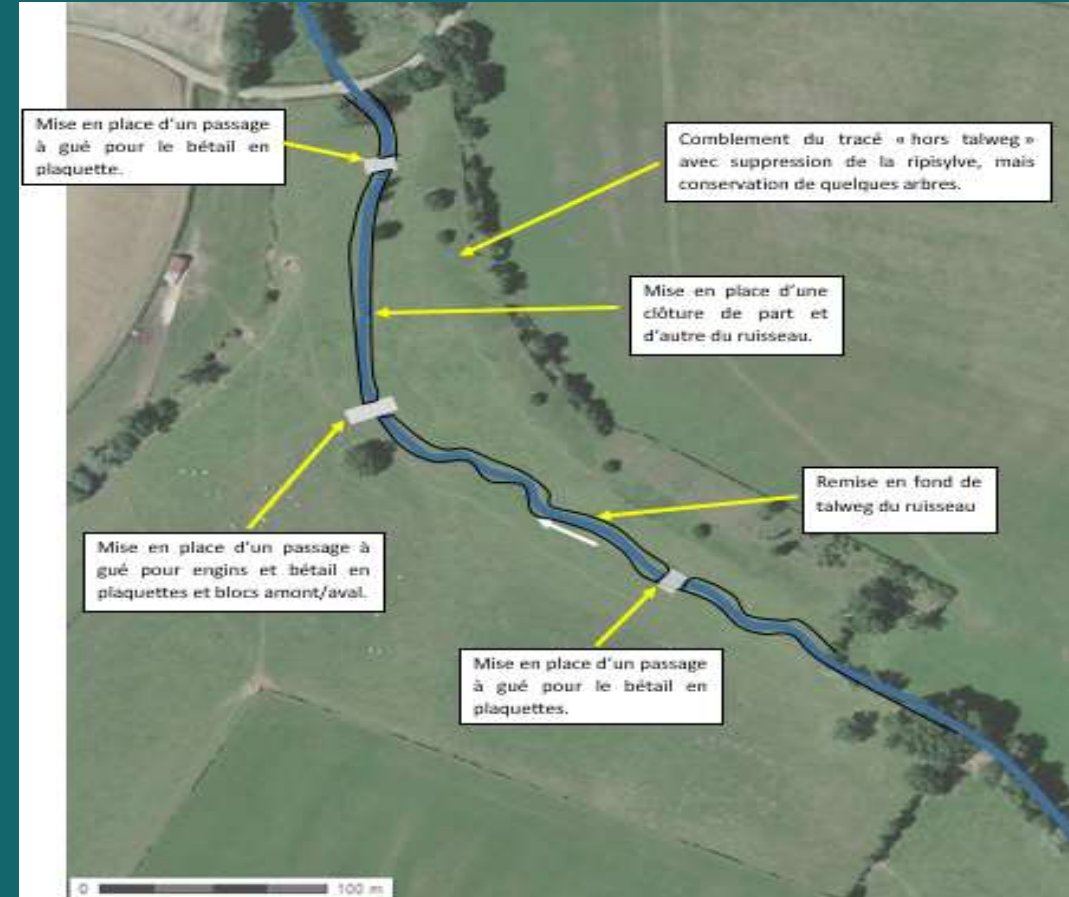 Mise en place d'un passage
à gué pour le bétail en
plaquette.
Comblement du tracé « hors talweg »
avec suppression de la ripisylve, mais
conservation de quelques arbres.
Mise en place d'une
clôture de part et
d'autre du ruisseau.
Remise en fond de
talweg du ruisseau
Mise en place d'un passage à
gué pour engins et bétail en
plaquettes et blocs amont/aval.
Mise en place d'un passage
à gué pour le bétail en
plaquettes.
0 100 m